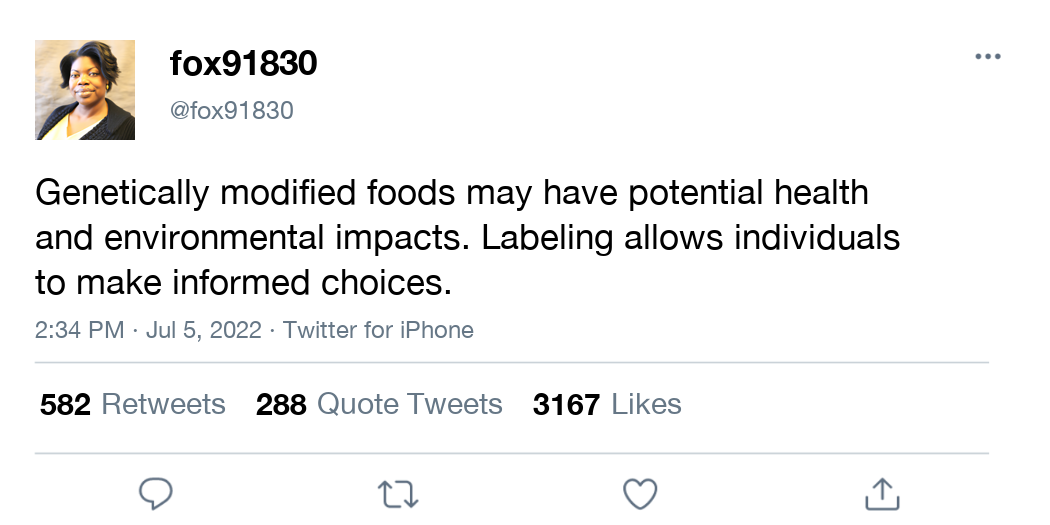 fox91830
@fox91830
Genetically modified foods may have potential health
and environmental impacts. Labeling allows individuals
to make informed choices.
2:34 PM · Jul 5, 2022 · Twitter for iPhone
582 Retweets 288 Quote Tweets 3167 Likes